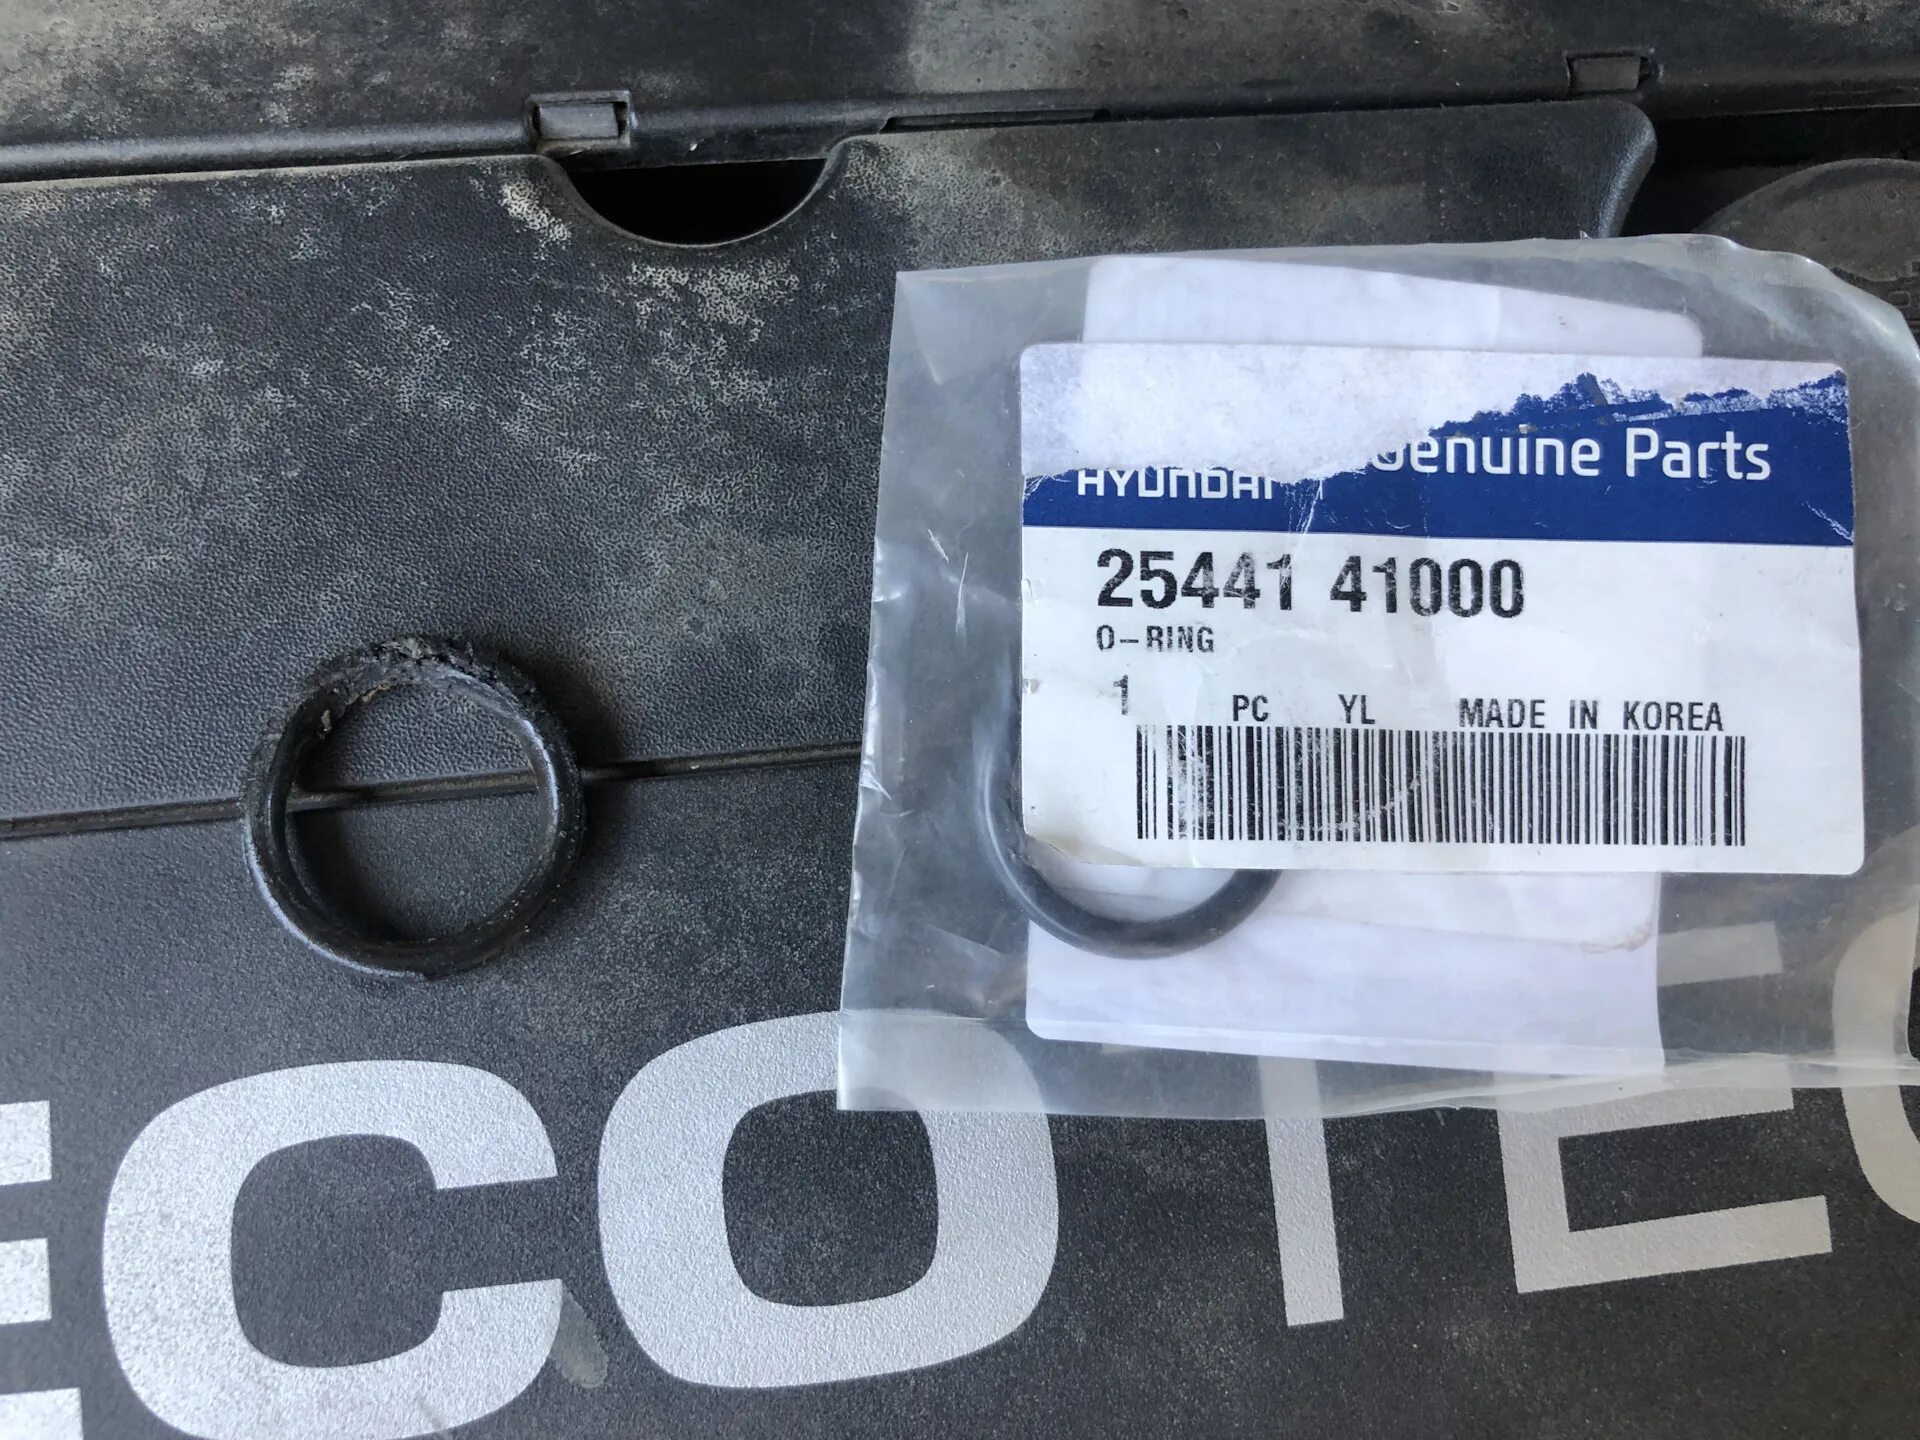 HYUNDAI Genuine Parts
25441 41000
O-RING
1 PC YL MADE IN KOREA
ECOTEC